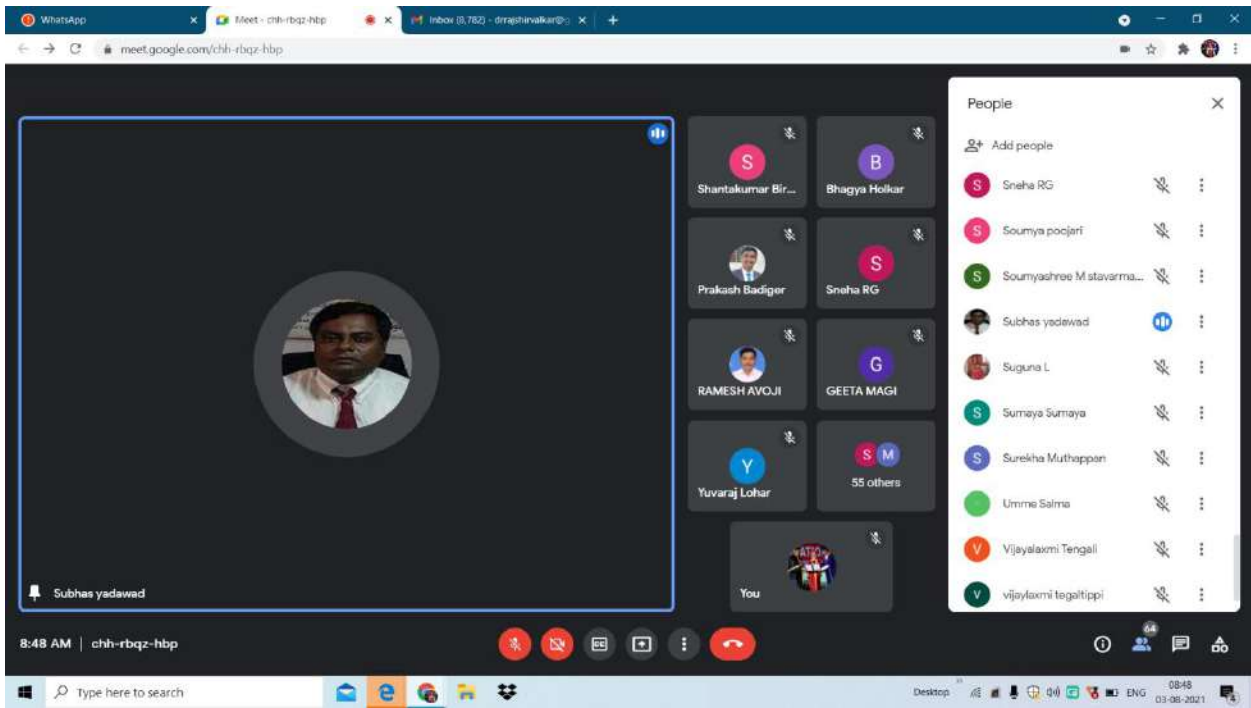 WhatsApp
Meet - chh-rbqz-hbp
Inbox (8,782) - drrajshirvalkar@g
meet.google.com/chh-rbqz-hbp
S
Shantakumar Bir...
B
Bhagya Holkar
Prakash Badiger
S
Sneha RG
RAMESH AVOJI
G
GEETA MAGI
Y
Yuvaraj Lohar
S M
55 others
You
Subhas yadawad
People
Add people
S Sneha RG
S Soumya poojari
S Soumyashree M stavarma...
Subhas yadawad
Suguna L
S Sumaya Sumaya
S Surekha Muthappan
Umme Salma
V Vijayalaxmi Tengali
V vijaylaxmi tegaltippi
8:48 AM | chh-rbqz-hbp
CC
64
Type here to search
Desktop
ENG
08:48
03-08-2021
4